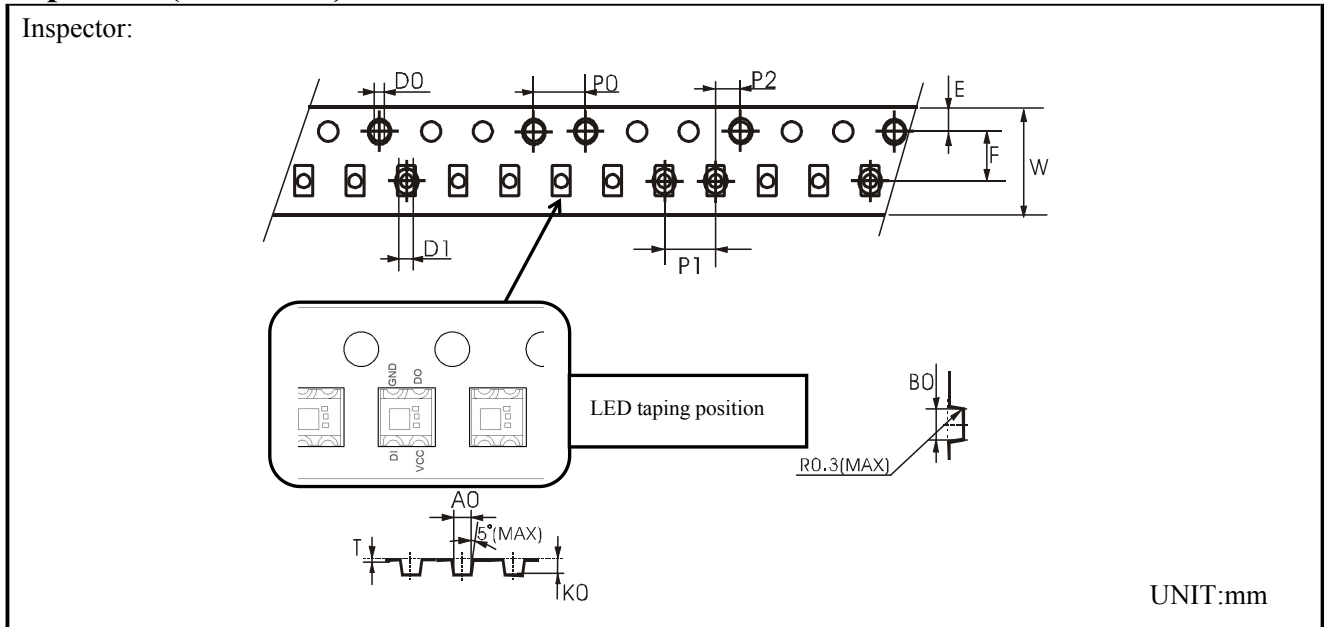 Inspector:
D0
P0
P2
E
F
W
D1
P1
GND
DO
DI
VCC
LED taping position
B0
R0.3(MAX)
A0
5°(MAX)
T
K0
UNIT:mm